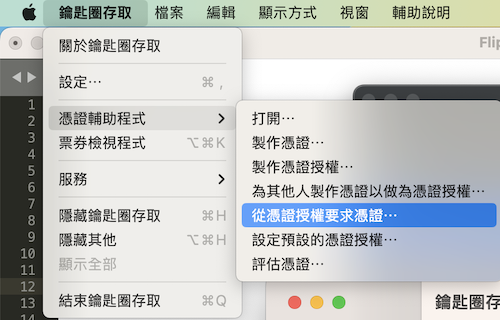 鑰匙圈存取 檔案 編輯 顯示方式 視窗 輔助說明
關於鑰匙圈存取
Flip
設定… ⌘ ,
憑證輔助程式 >
票券檢視程式 ⌥⌘K
服務 >
隱藏鑰匙圈存取 ⌘H
隱藏其他 ⌥⌘H
顯示全部
結束鑰匙圈存取 ⌘Q
打開…
製作憑證…
製作憑證授權…
為其他人製作憑證以做為憑證授權…
從憑證授權要求憑證…
設定預設的憑證授權…
評估憑證…
鑰匙圈存取
1
2
3
4
5
6
7
8
9
10
11
12
13
14